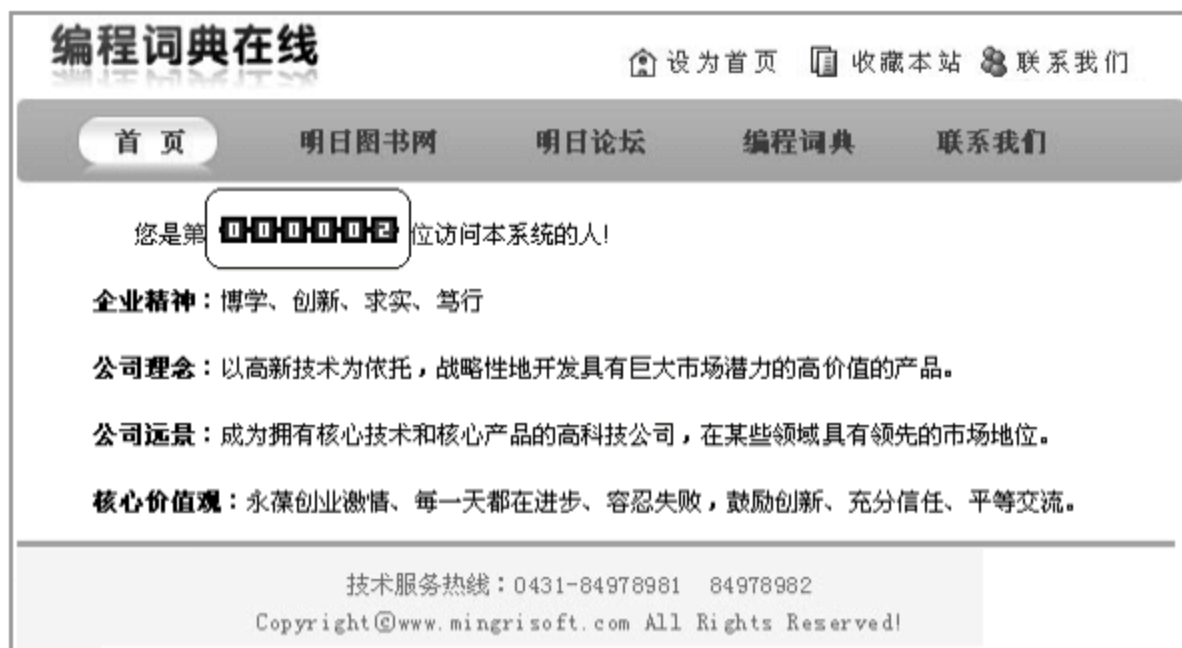 编程词典在线
设为首页 收藏本站 联系我们
首 页 明日图书网 明日论坛 编程词典 联系我们
您是第 000002 位访问本系统的人!
企业精神：博学、创新、求实、笃行
公司理念：以高新技术为依托，战略性地开发具有巨大市场潜力的高价值的产品。
公司远景：成为拥有核心技术和核心产品的高科技公司，在某些领域具有领先的市场地位。
核心价值观：永葆创业激情、每一天都在进步、容忍失败，鼓励创新、充分信任、平等交流。
技术服务热线：0431-84978981 84978982
Copyright©www.mingrisoft.com All Rights Reserved!